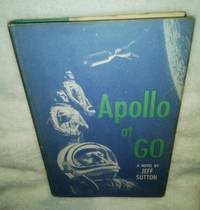 Apollo
at
GO
A NOVEL BY
JEFF
SUTTON